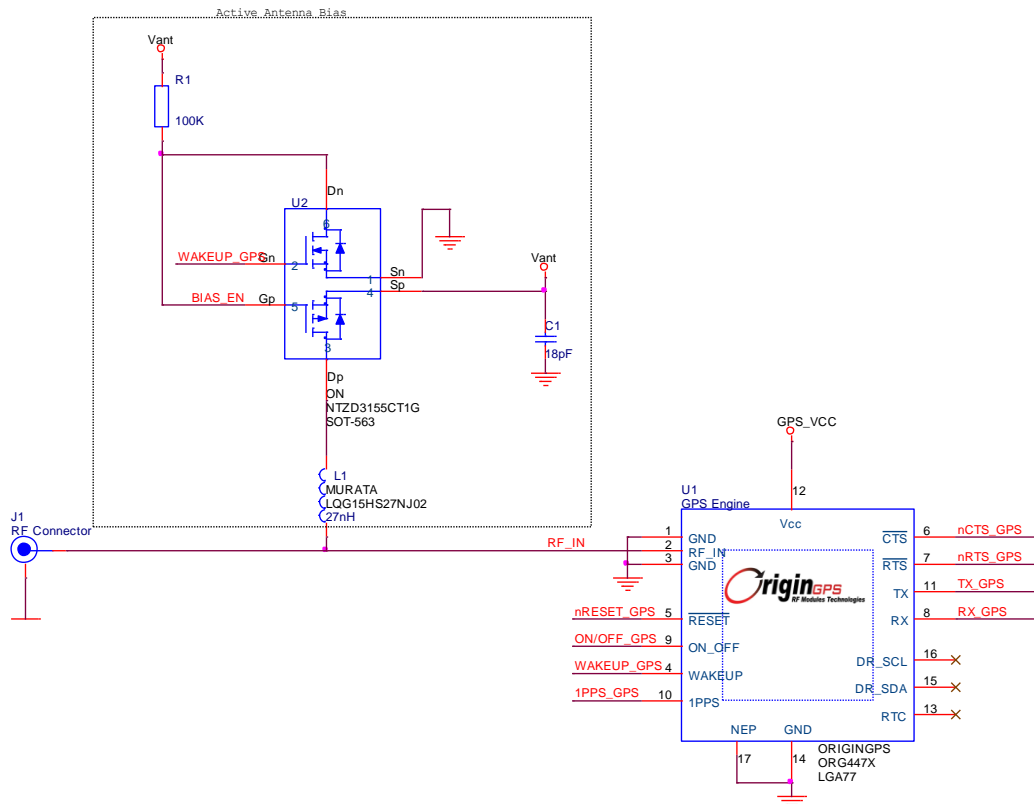 Active Antenna Bias
Vant
R1
100K
Dn
U2
6
WAKEUP_GPS
Gn
2
1
Sn
BIAS_EN
Gp
5
4
Sp
Vant
3
C1
18pF
Dp
ON
NTZD3155CT1G
SOT-563
L1
MURATA
LQG15HS27NJ02
27nH
J1
RF Connector
RF_IN
GPS_VCC
12
U1
GPS Engine
Vcc
1
GND
2
RF_IN
3
GND
CTS
6
nCTS_GPS
RTS
7
nRTS_GPS
OriginGPS
RF Modules Technologies
TX
11
TX_GPS
nRESET_GPS
5
RESET
RX
8
RX_GPS
ON/OFF_GPS
9
ON_OFF
DR_SCL
16
WAKEUP_GPS
4
WAKEUP
DR_SDA
15
1PPS_GPS
10
1PPS
RTC
13
NEP
GND
17
14
ORIGINGPS
ORG447X
LGA77